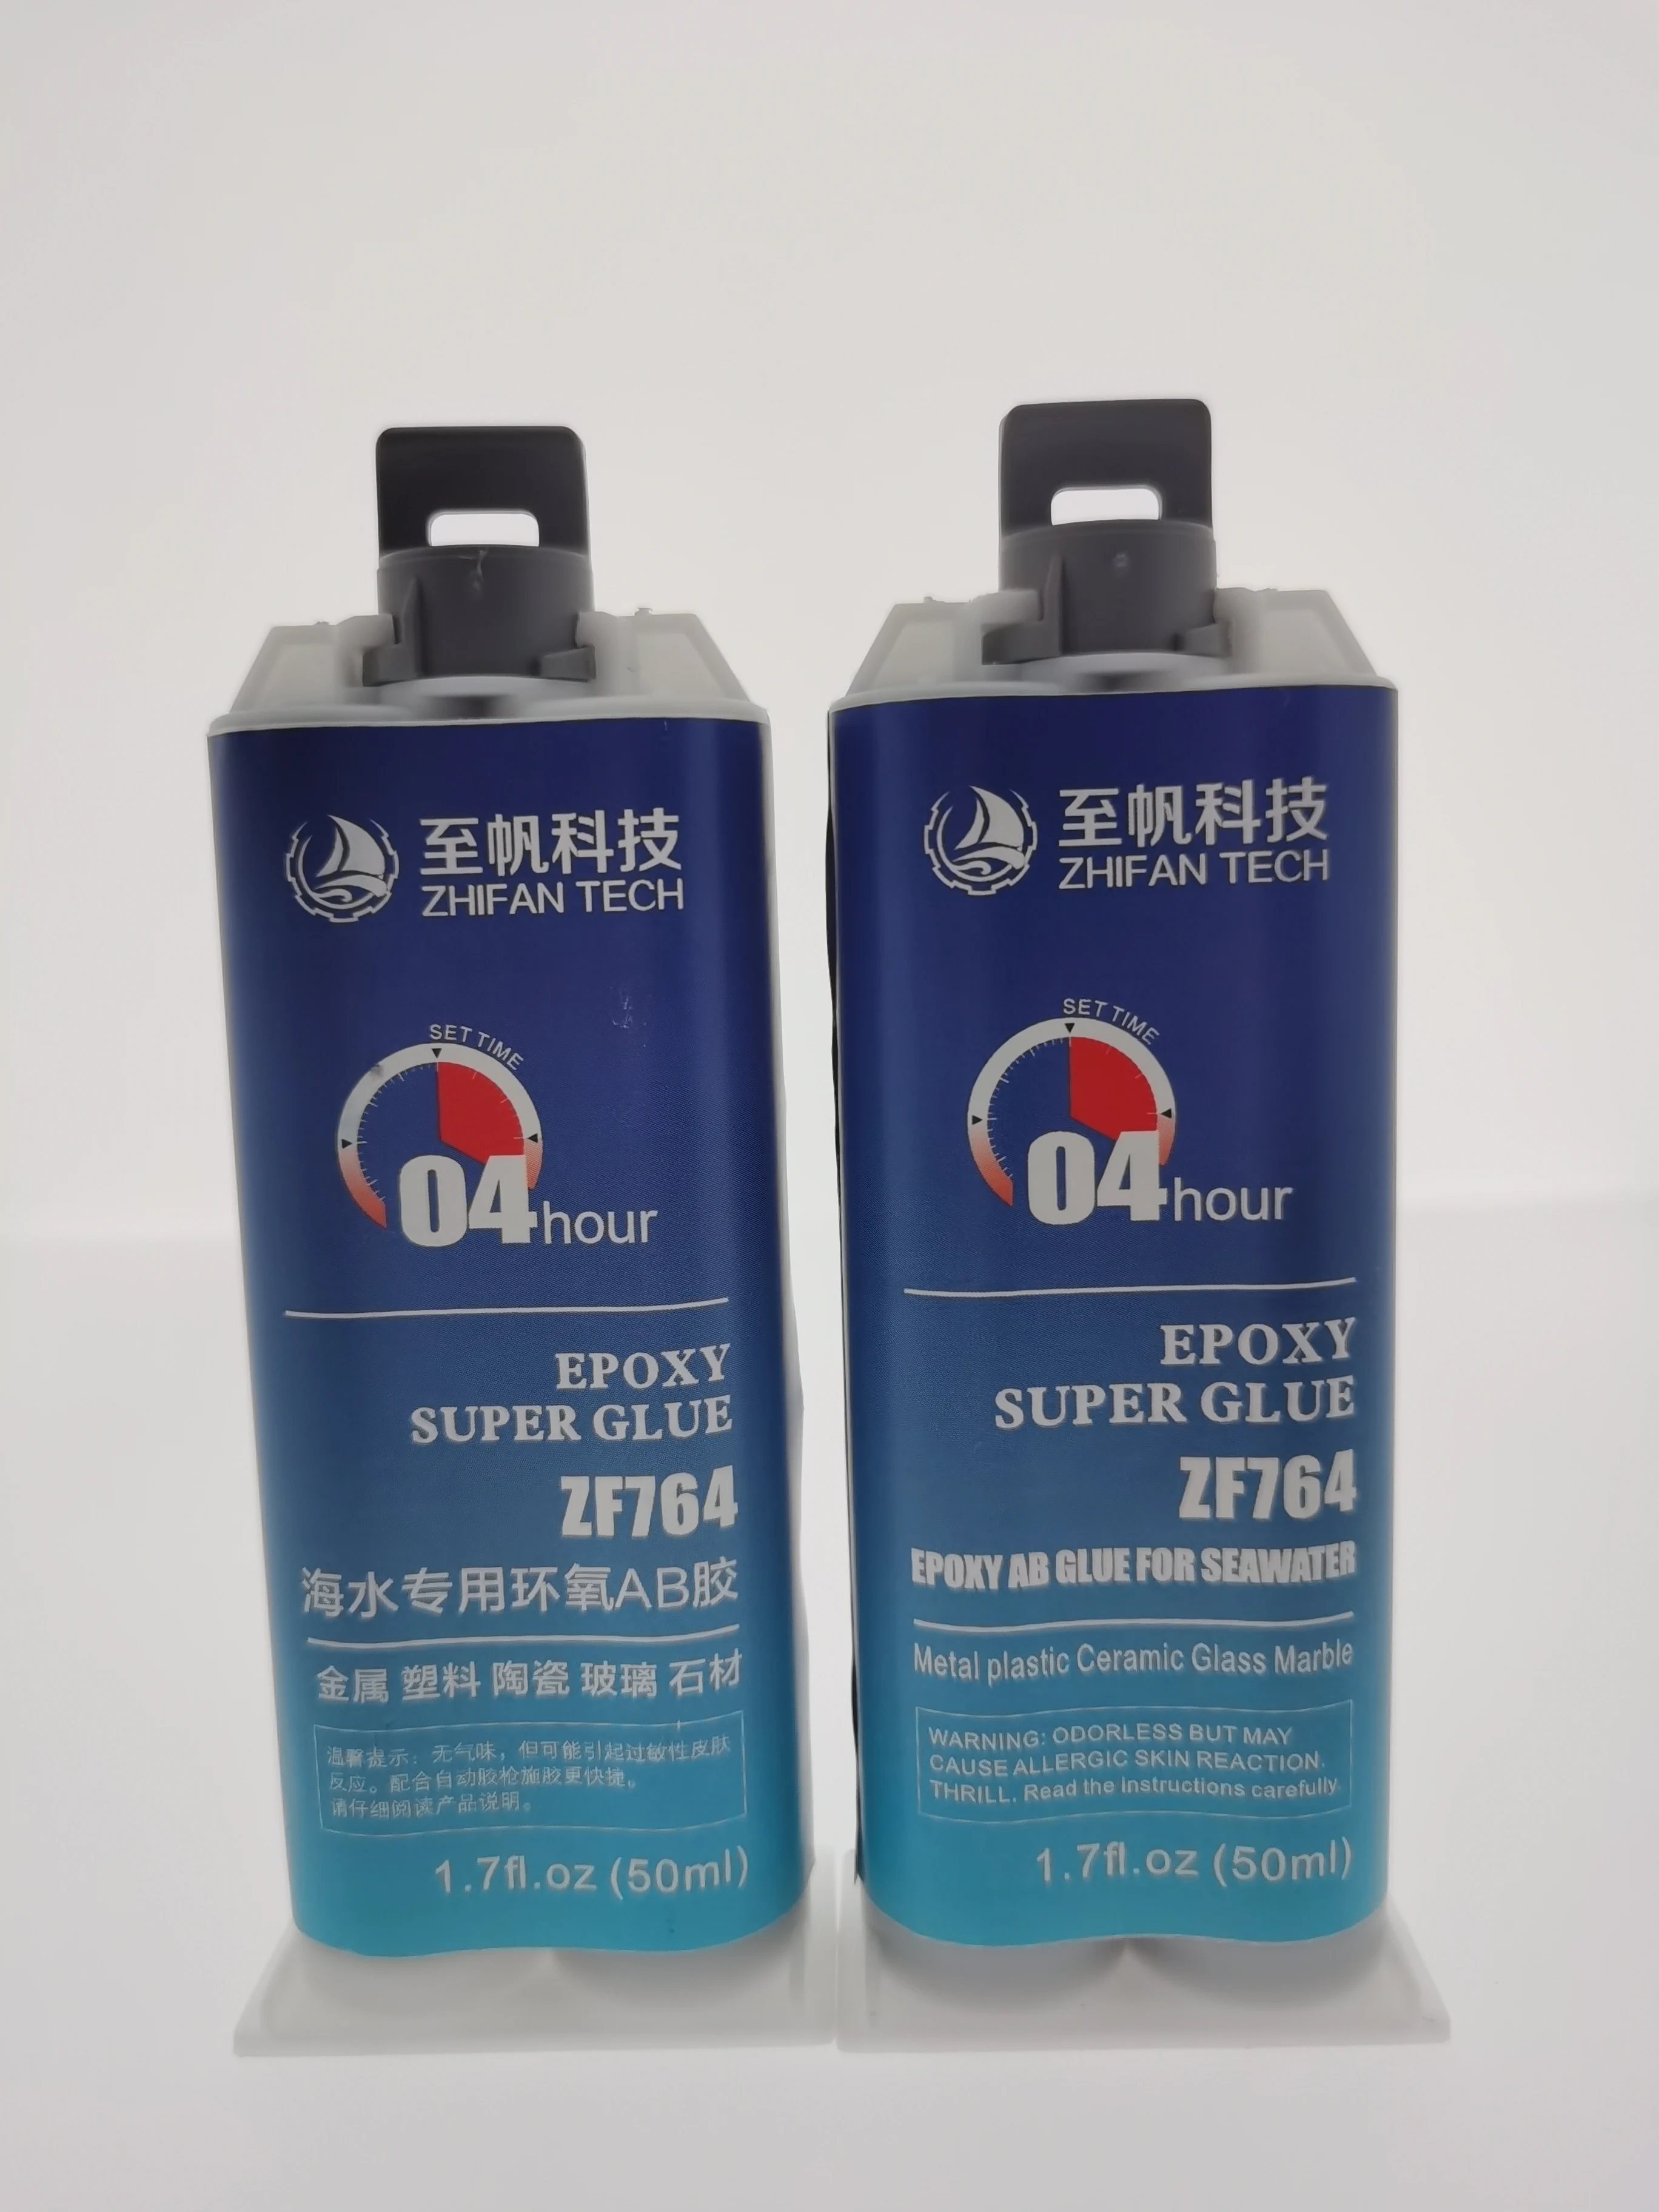 至帆科技
ZHIFAN TECH
SET TIME
04hour
EPOXY
SUPER GLUE
ZF764
海水专用环氧AB胶
金属 塑料 陶瓷 玻璃 石材
温馨提示：无气味，但可能引起过敏性皮肤
反应。配合自动胶枪施胶更快捷。
请仔细阅读产品说明。
1.7fl.oz (50ml)
至帆科技
ZHIFAN TECH
SET TIME
04hour
EPOXY
SUPER GLUE
ZF764
EPOXY AB GLUE FOR SEAWATER
Metal plastic Ceramic Glass Marble
WARNING: ODORLESS BUT MAY
CAUSE ALLERGIC SKIN REACTION.
THRILL. Read the instructions carefully.
1.7fl.oz (50ml)